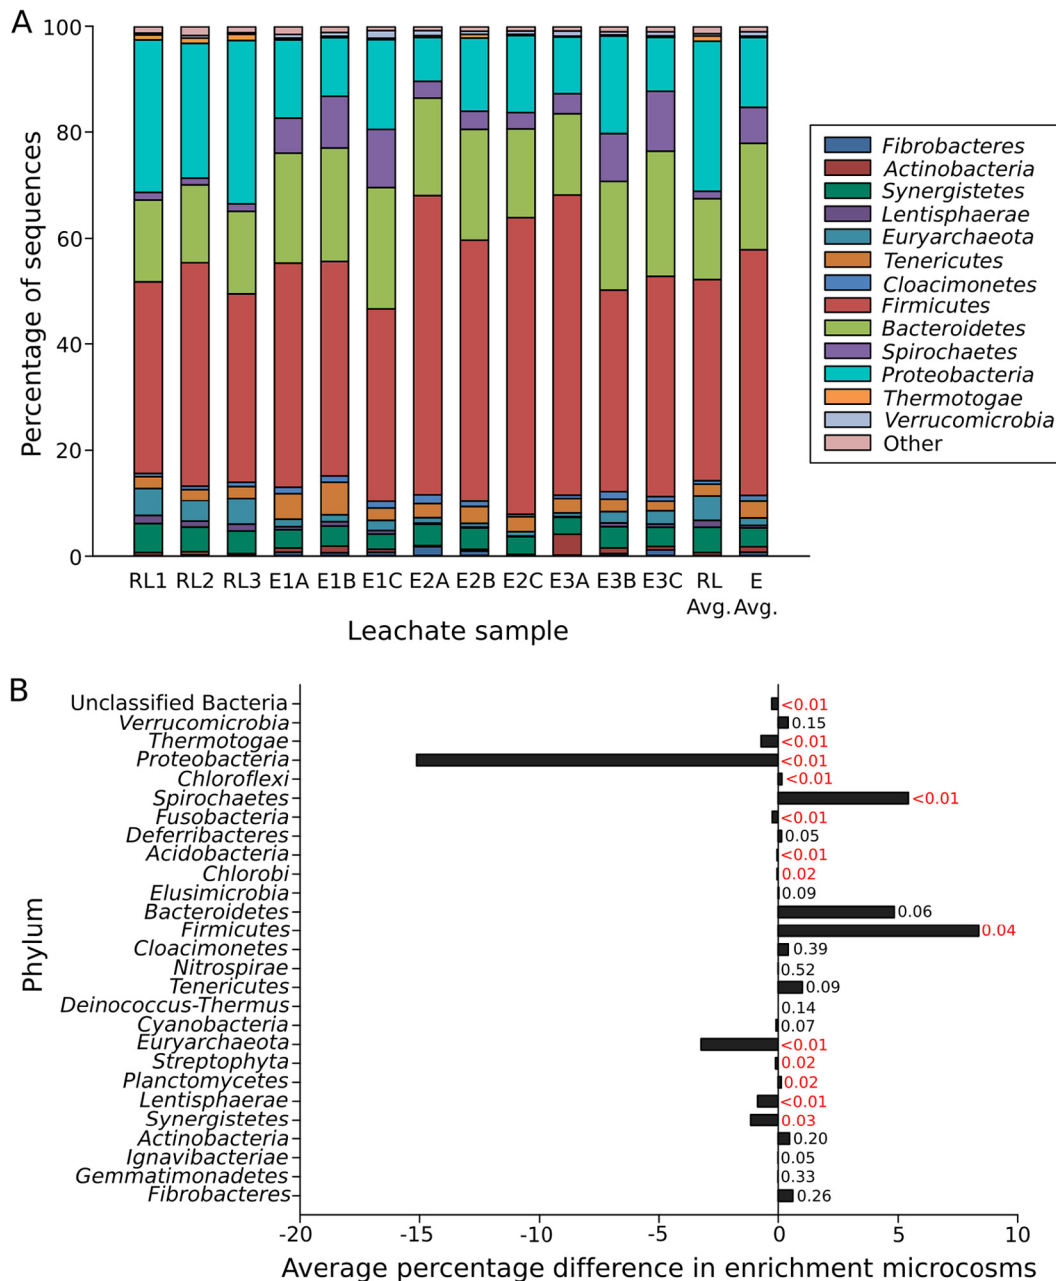 A
Percentage of sequences
100
80
60
40
20
0
RL1 RL2 RL3 E1A E1B E1C E2A E2B E2C E3A E3B E3C RL Avg. E Avg.
Leachate sample
Fibrobacteres
Actinobacteria
Synergistetes
Lentisphaerae
Euryarchaeota
Tenericutes
Cloacimonetes
Firmicutes
Bacteroidetes
Spirochaetes
Proteobacteria
Thermotogae
Verrucomicrobia
Other
B
Phylum
Unclassified Bacteria <0.01
Verrucomicrobia 0.15
Thermotogae <0.01
Proteobacteria <0.01
Chloroflexi <0.01
Spirochaetes <0.01
Fusobacteria <0.01
Deferribacteres 0.05
Acidobacteria <0.01
Chlorobi 0.02
Elusimicrobia 0.09
Bacteroidetes 0.06
Firmicutes 0.04
Cloacimonetes 0.39
Nitrospirae 0.52
Tenericutes 0.09
Deinococcus-Thermus 0.14
Cyanobacteria 0.07
Euryarchaeota <0.01
Streptophyta 0.02
Planctomycetes 0.02
Lentisphaerae <0.01
Synergistetes 0.03
Actinobacteria 0.20
Ignavibacteriae 0.05
Gemmatimonadetes 0.33
Fibrobacteres 0.26
-20 -15 -10 -5 0 5 10
Average percentage difference in enrichment microcosms